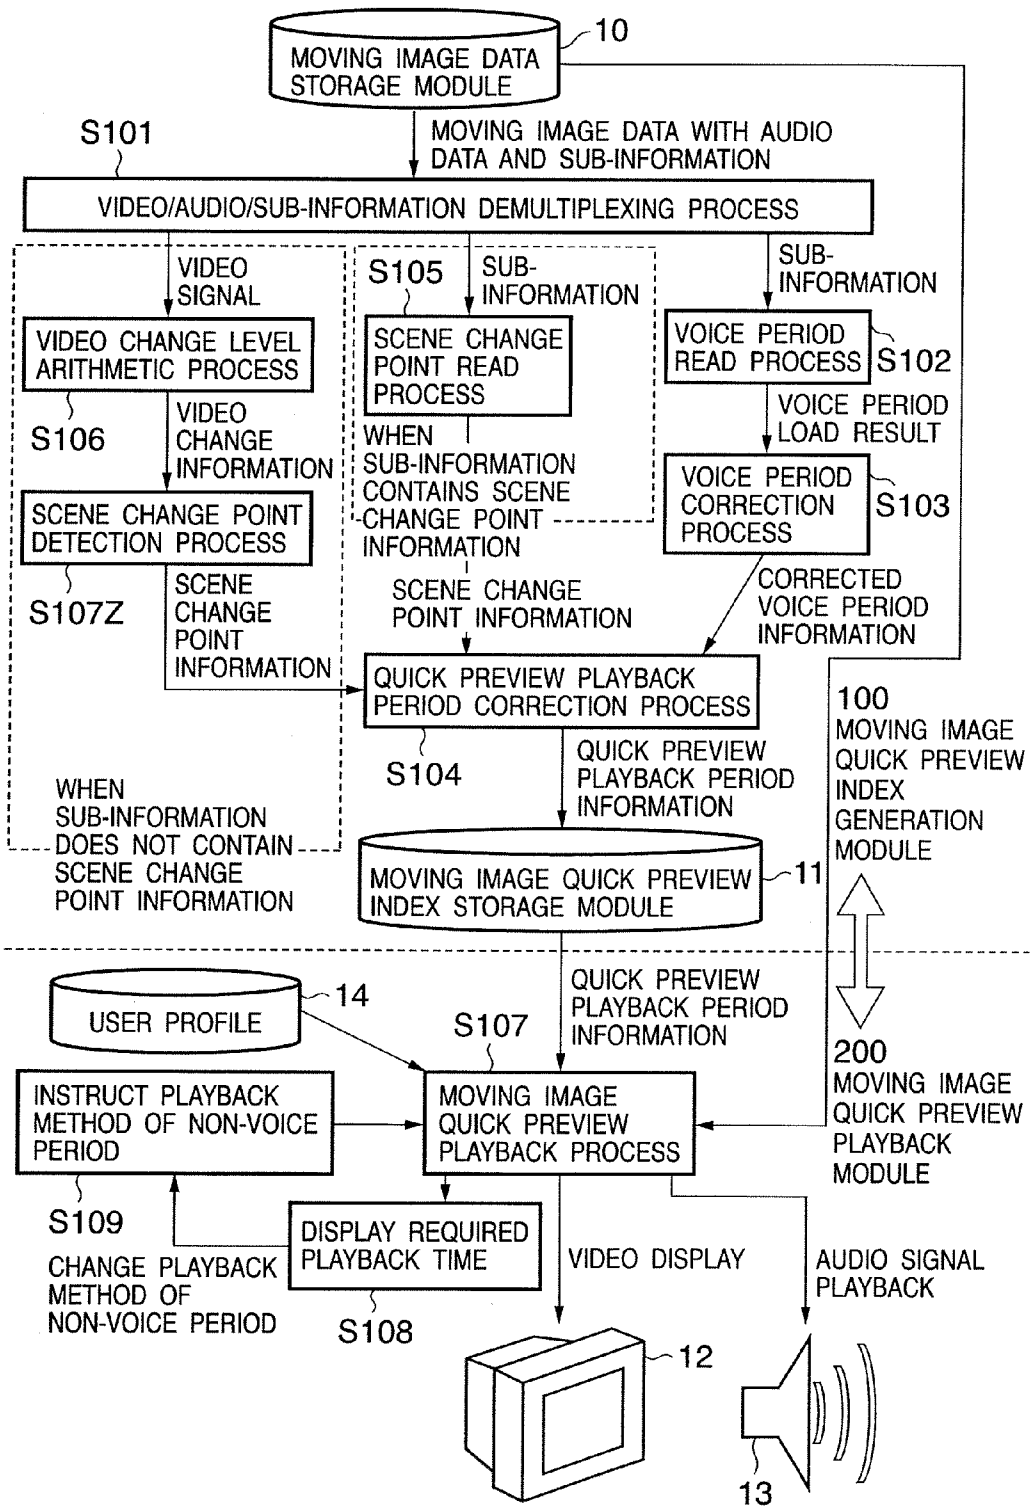 10
MOVING IMAGE DATA
STORAGE MODULE
S101
MOVING IMAGE DATA WITH AUDIO
DATA AND SUB-INFORMATION
VIDEO/AUDIO/SUB-INFORMATION DEMULTIPLEXING PROCESS
VIDEO
SIGNAL
S105
SUB-
INFORMATION
SUB-
INFORMATION
VIDEO CHANGE LEVEL
ARITHMETIC PROCESS
SCENE CHANGE
POINT READ
PROCESS
VOICE PERIOD
READ PROCESS
S102
S106
VIDEO
CHANGE
INFORMATION
WHEN
SUB-INFORMATION
CONTAINS SCENE
CHANGE POINT
INFORMATION
VOICE PERIOD
LOAD RESULT
SCENE CHANGE POINT
DETECTION PROCESS
VOICE PERIOD
CORRECTION
PROCESS
S103
S107Z
SCENE
CHANGE
POINT
INFORMATION
SCENE CHANGE
POINT INFORMATION
CORRECTED
VOICE PERIOD
INFORMATION
QUICK PREVIEW PLAYBACK
PERIOD CORRECTION PROCESS
S104
QUICK PREVIEW
PLAYBACK PERIOD
INFORMATION
100
MOVING IMAGE
QUICK PREVIEW
INDEX
GENERATION
MODULE
WHEN
SUB-INFORMATION
DOES NOT CONTAIN
SCENE CHANGE
POINT INFORMATION
MOVING IMAGE QUICK PREVIEW
INDEX STORAGE MODULE
11
USER PROFILE
14
QUICK PREVIEW
PLAYBACK PERIOD
INFORMATION
S107
200
MOVING IMAGE
QUICK PREVIEW
PLAYBACK
MODULE
INSTRUCT PLAYBACK
METHOD OF NON-VOICE
PERIOD
MOVING IMAGE
QUICK PREVIEW
PLAYBACK PROCESS
S109
DISPLAY REQUIRED
PLAYBACK TIME
CHANGE PLAYBACK
METHOD OF
NON-VOICE PERIOD
S108
VIDEO DISPLAY
AUDIO SIGNAL
PLAYBACK
12
13